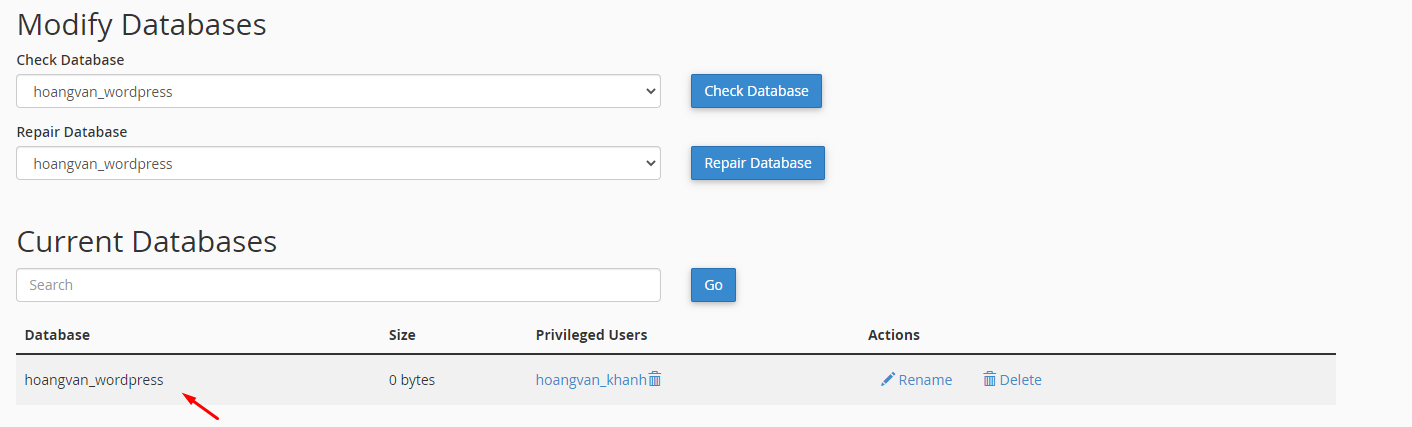 Modify Databases
Check Database
hoangvan_wordpress Check Database
Repair Database
hoangvan_wordpress Repair Database
Current Databases
Search Go
Database Size Privileged Users Actions
hoangvan_wordpress 0 bytes hoangvan_khanh Rename Delete